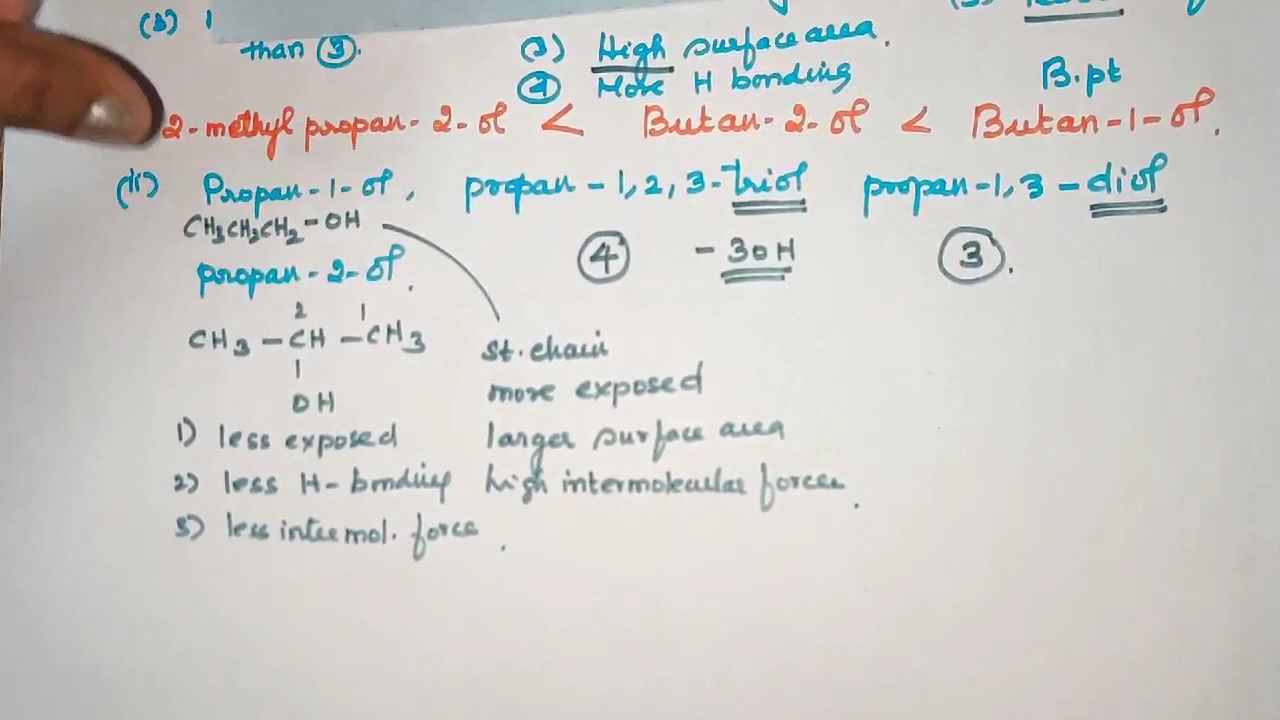 (3)
than ③.
(3) High surface area.
④ More H bonding
B.pt
2-methyl propan-2-ol < Butan-2-ol < Butan-1-ol.
(ii) Propan-1-ol, propan-1,2,3-triol propan-1,3-diol
CH3CH2CH2-OH
④ -3OH ③.
propan-2-ol.
2 1
CH3-CH-CH3
OH
st. chain
more exposed
larger surface area
high intermolecular forces.
1) less exposed
2) less H-bonding
3) less intermol. force.